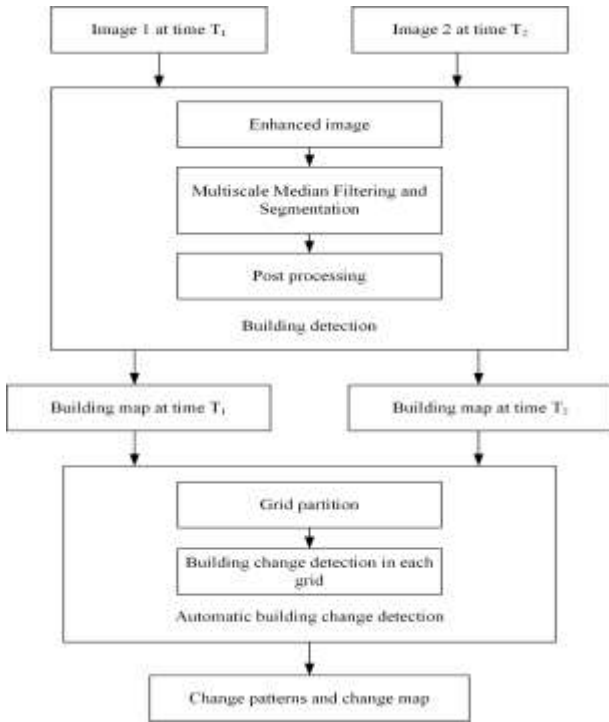 Image 1 at time T₁
Image 2 at time T₂
Enhanced image
Multiscale Median Filtering and
Segmentation
Post processing
Building detection
Building map at time T₁
Building map at time T₂
Grid partition
Building change detection in each
grid
Automatic building change detection
Change patterns and change map